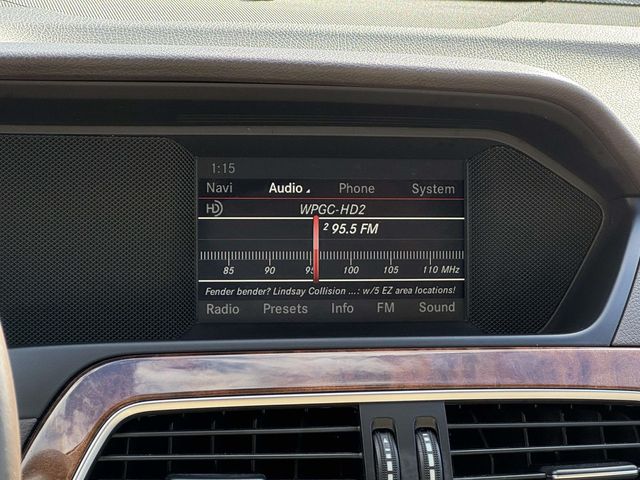 1:15
Navi Audio Phone System
HD WPGC-HD2
2 95.5 FM
85 90 95 100 105 110 MHz
Fender bender? Lindsay Collision ...: w/5 EZ area locations!
Radio Presets Info FM Sound